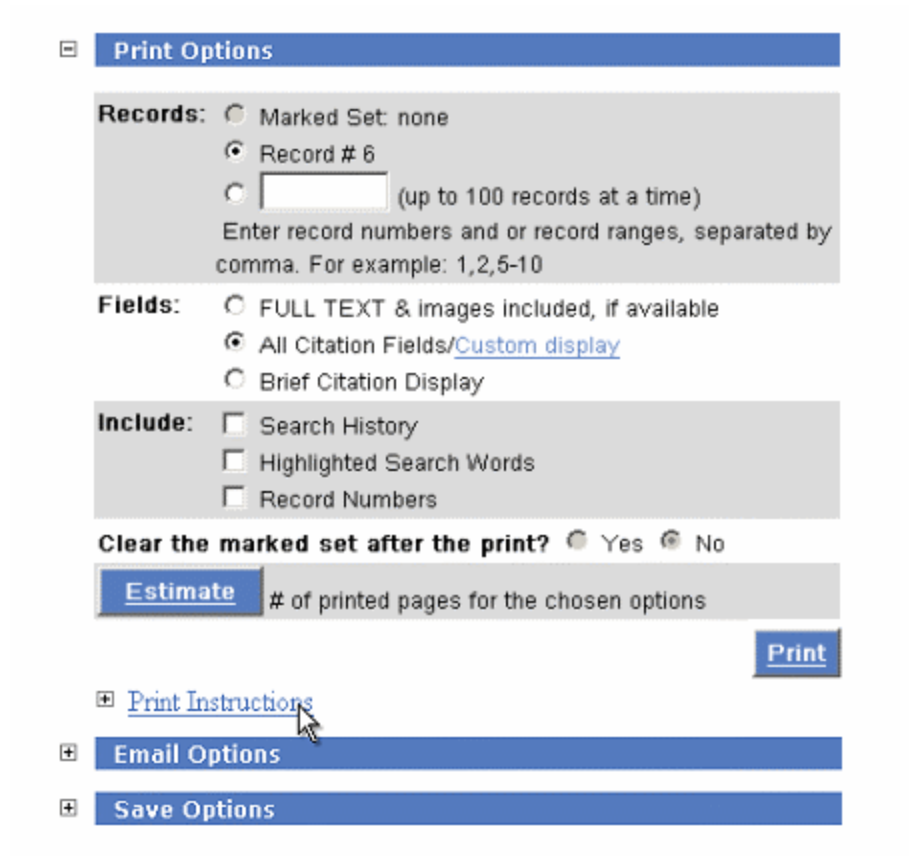 Print Options
Records: Marked Set: none
Record # 6
(up to 100 records at a time)
Enter record numbers and or record ranges, separated by
comma. For example: 1,2,5-10
Fields: FULL TEXT & images included, if available
All Citation Fields/Custom display
Brief Citation Display
Include: Search History
Highlighted Search Words
Record Numbers
Clear the marked set after the print? Yes No
Estimate # of printed pages for the chosen options
Print
Print Instructions
Email Options
Save Options